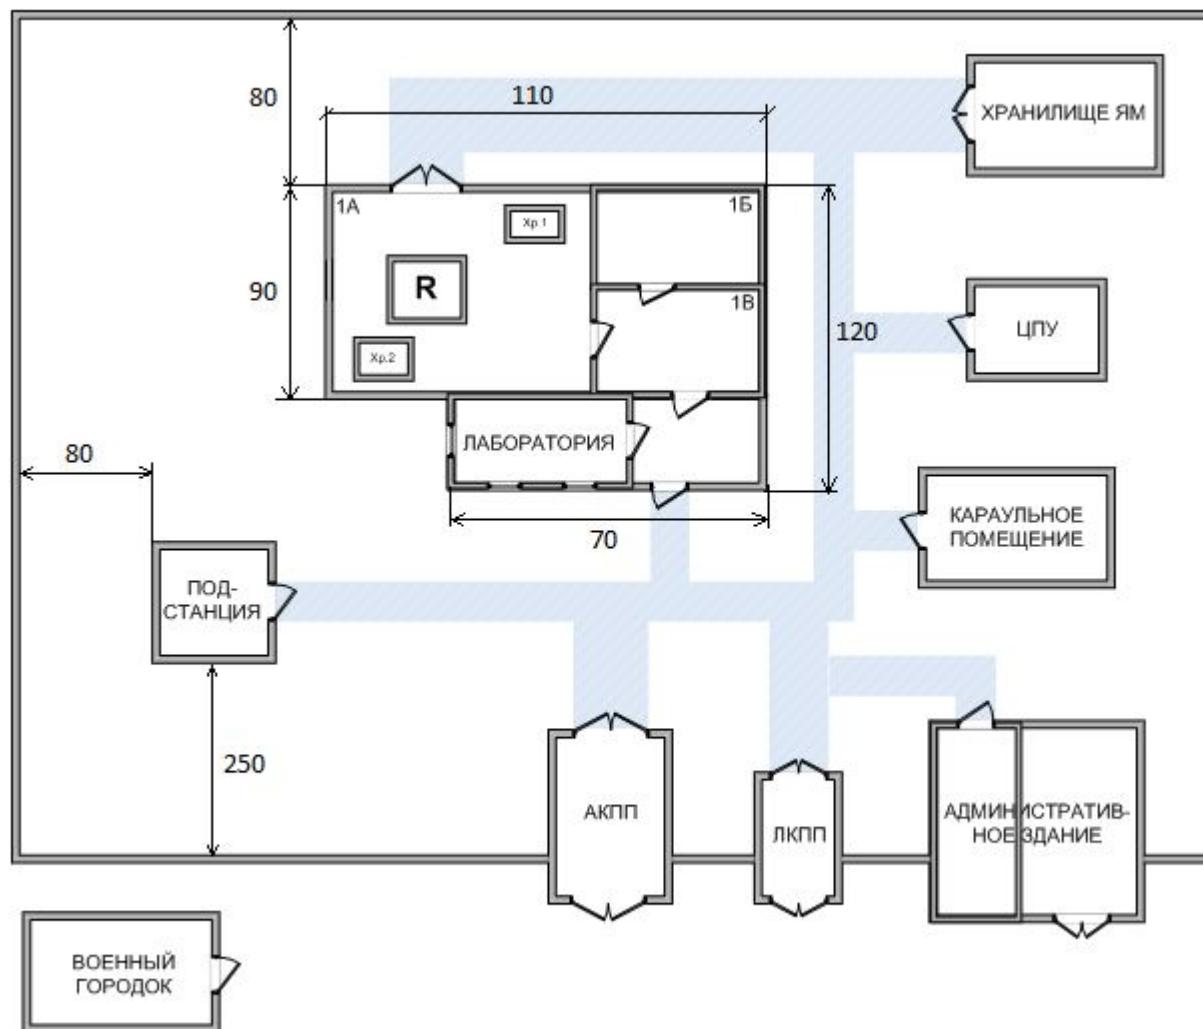 80
110
ХРАНИЛИЩЕ ЯМ
1А
Хр.1
1Б
R
90
1В
120
ЦПУ
Хр.2
ЛАБОРАТОРИЯ
80
70
КАРАУЛЬНОЕ
ПОМЕЩЕНИЕ
ПОД-
СТАНЦИЯ
250
АКПП
ЛКПП
АДМИНИСТРАТИВ-
НОЕ ЗДАНИЕ
ВОЕННЫЙ
ГОРОДОК